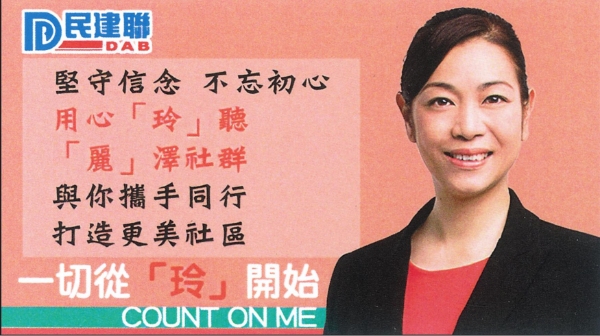 民建聯
DAB
堅守信念 不忘初心
用心「玲」聽
「麗」澤社群
與你攜手同行
打造更美社區
一切從「玲」開始
COUNT ON ME